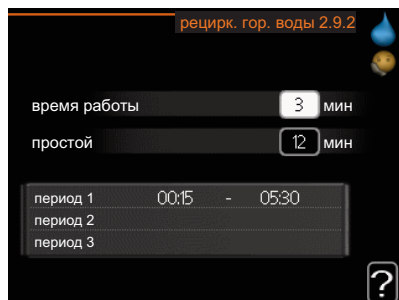 рецирк. гор. воды 2.9.2
время работы 3 мин
простой 12 мин
период 1 00:15 - 05:30
период 2
период 3
?